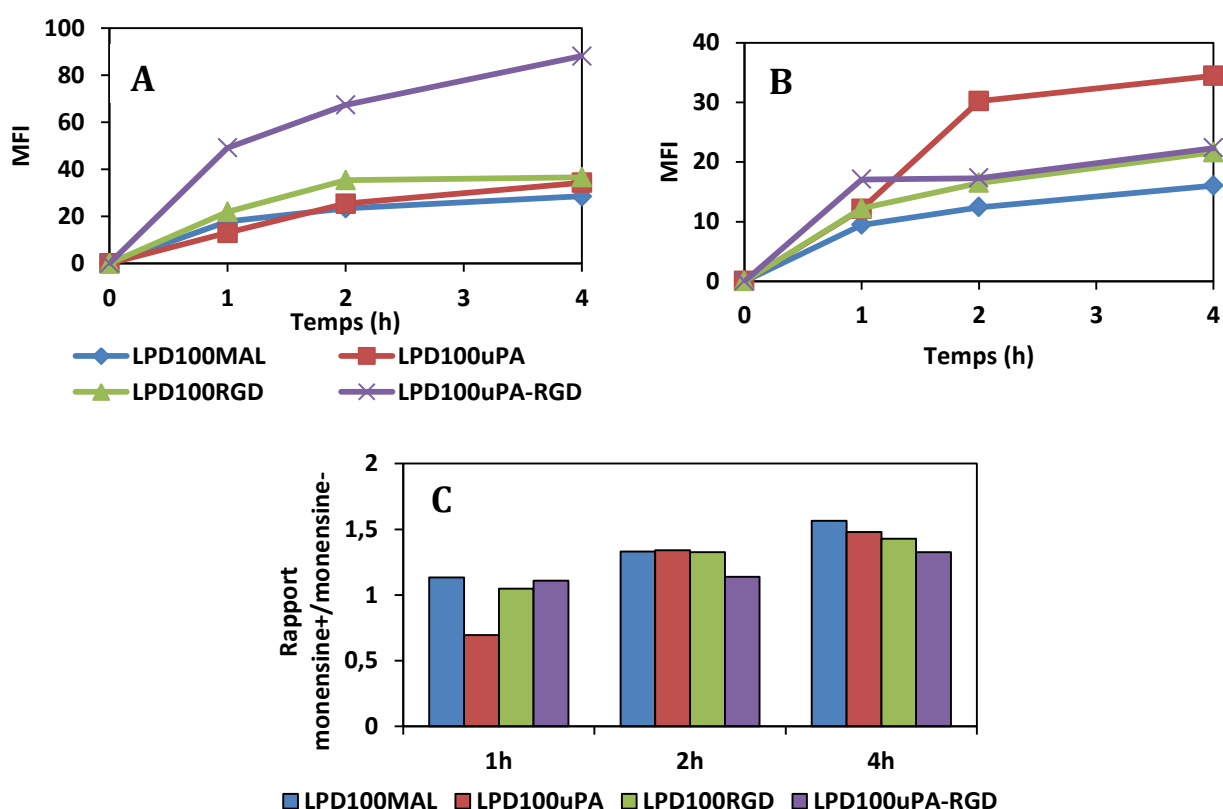 A
MFI
100
80
60
40
20
0
0 1 2 3 4
Temps (h)
B
MFI
40
30
20
10
0
0 1 2 3 4
Temps (h)
LPD100MAL LPD100uPA
LPD100RGD LPD100uPA-RGD
C
Rapport
monensine+/monensine-
2
1,5
1
0,5
0
1h 2h 4h
LPD100MAL LPD100uPA LPD100RGD LPD100uPA-RGD